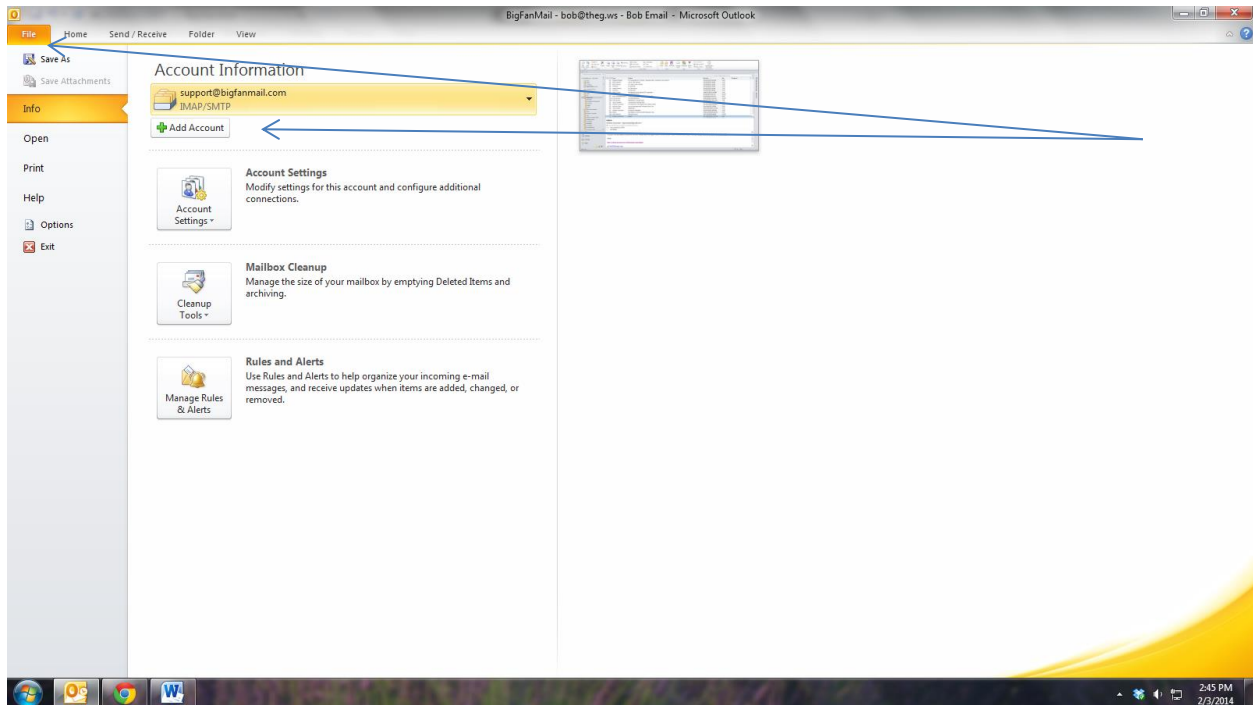 BigFanMail - bob@theg.ws - Bob Email - Microsoft Outlook
File Home Send / Receive Folder View
Save As
Save Attachments
Info
Open
Print
Help
Options
Exit
Account Information
support@bigfanmail.com
IMAP/SMTP
Add Account
Account Settings
Modify settings for this account and configure additional
connections.
Account
Settings
Mailbox Cleanup
Manage the size of your mailbox by emptying Deleted Items and
archiving.
Cleanup
Tools
Rules and Alerts
Use Rules and Alerts to help organize your incoming e-mail
messages, and receive updates when items are added, changed, or
removed.
Manage Rules
& Alerts
2:45 PM
2/3/2014